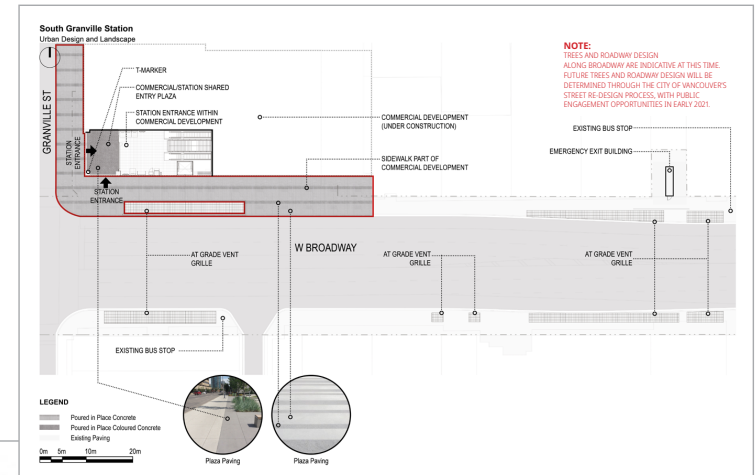 South Granville Station
Urban Design and Landscape
NOTE:
TREES AND ROADWAY DESIGN
ALONG BROADWAY ARE INDICATIVE AT THIS TIME.
FUTURE TREES AND ROADWAY DESIGN WILL BE
DETERMINED THROUGH THE CITY OF VANCOUVER'S
STREET RE-DESIGN PROCESS, WITH PUBLIC
ENGAGEMENT OPPORTUNITIES IN EARLY 2021.
GRANVILLE ST
T-MARKER
COMMERCIAL/STATION SHARED
ENTRY PLAZA
STATION ENTRANCE WITHIN
COMMERCIAL DEVELOPMENT
COMMERCIAL DEVELOPMENT
(UNDER CONSTRUCTION)
EXISTING BUS STOP
EMERGENCY EXIT BUILDING
STATION
ENTRANCE
SIDEWALK PART OF
COMMERCIAL DEVELOPMENT
STATION
ENTRANCE
W BROADWAY
AT GRADE VENT
GRILLE
AT GRADE VENT
GRILLE
AT GRADE VENT
GRILLE
EXISTING BUS STOP
LEGEND
Poured in Place Concrete
Poured in Place Coloured Concrete
Existing Paving
0m 5m 10m 20m
Plaza Paving
Plaza Paving